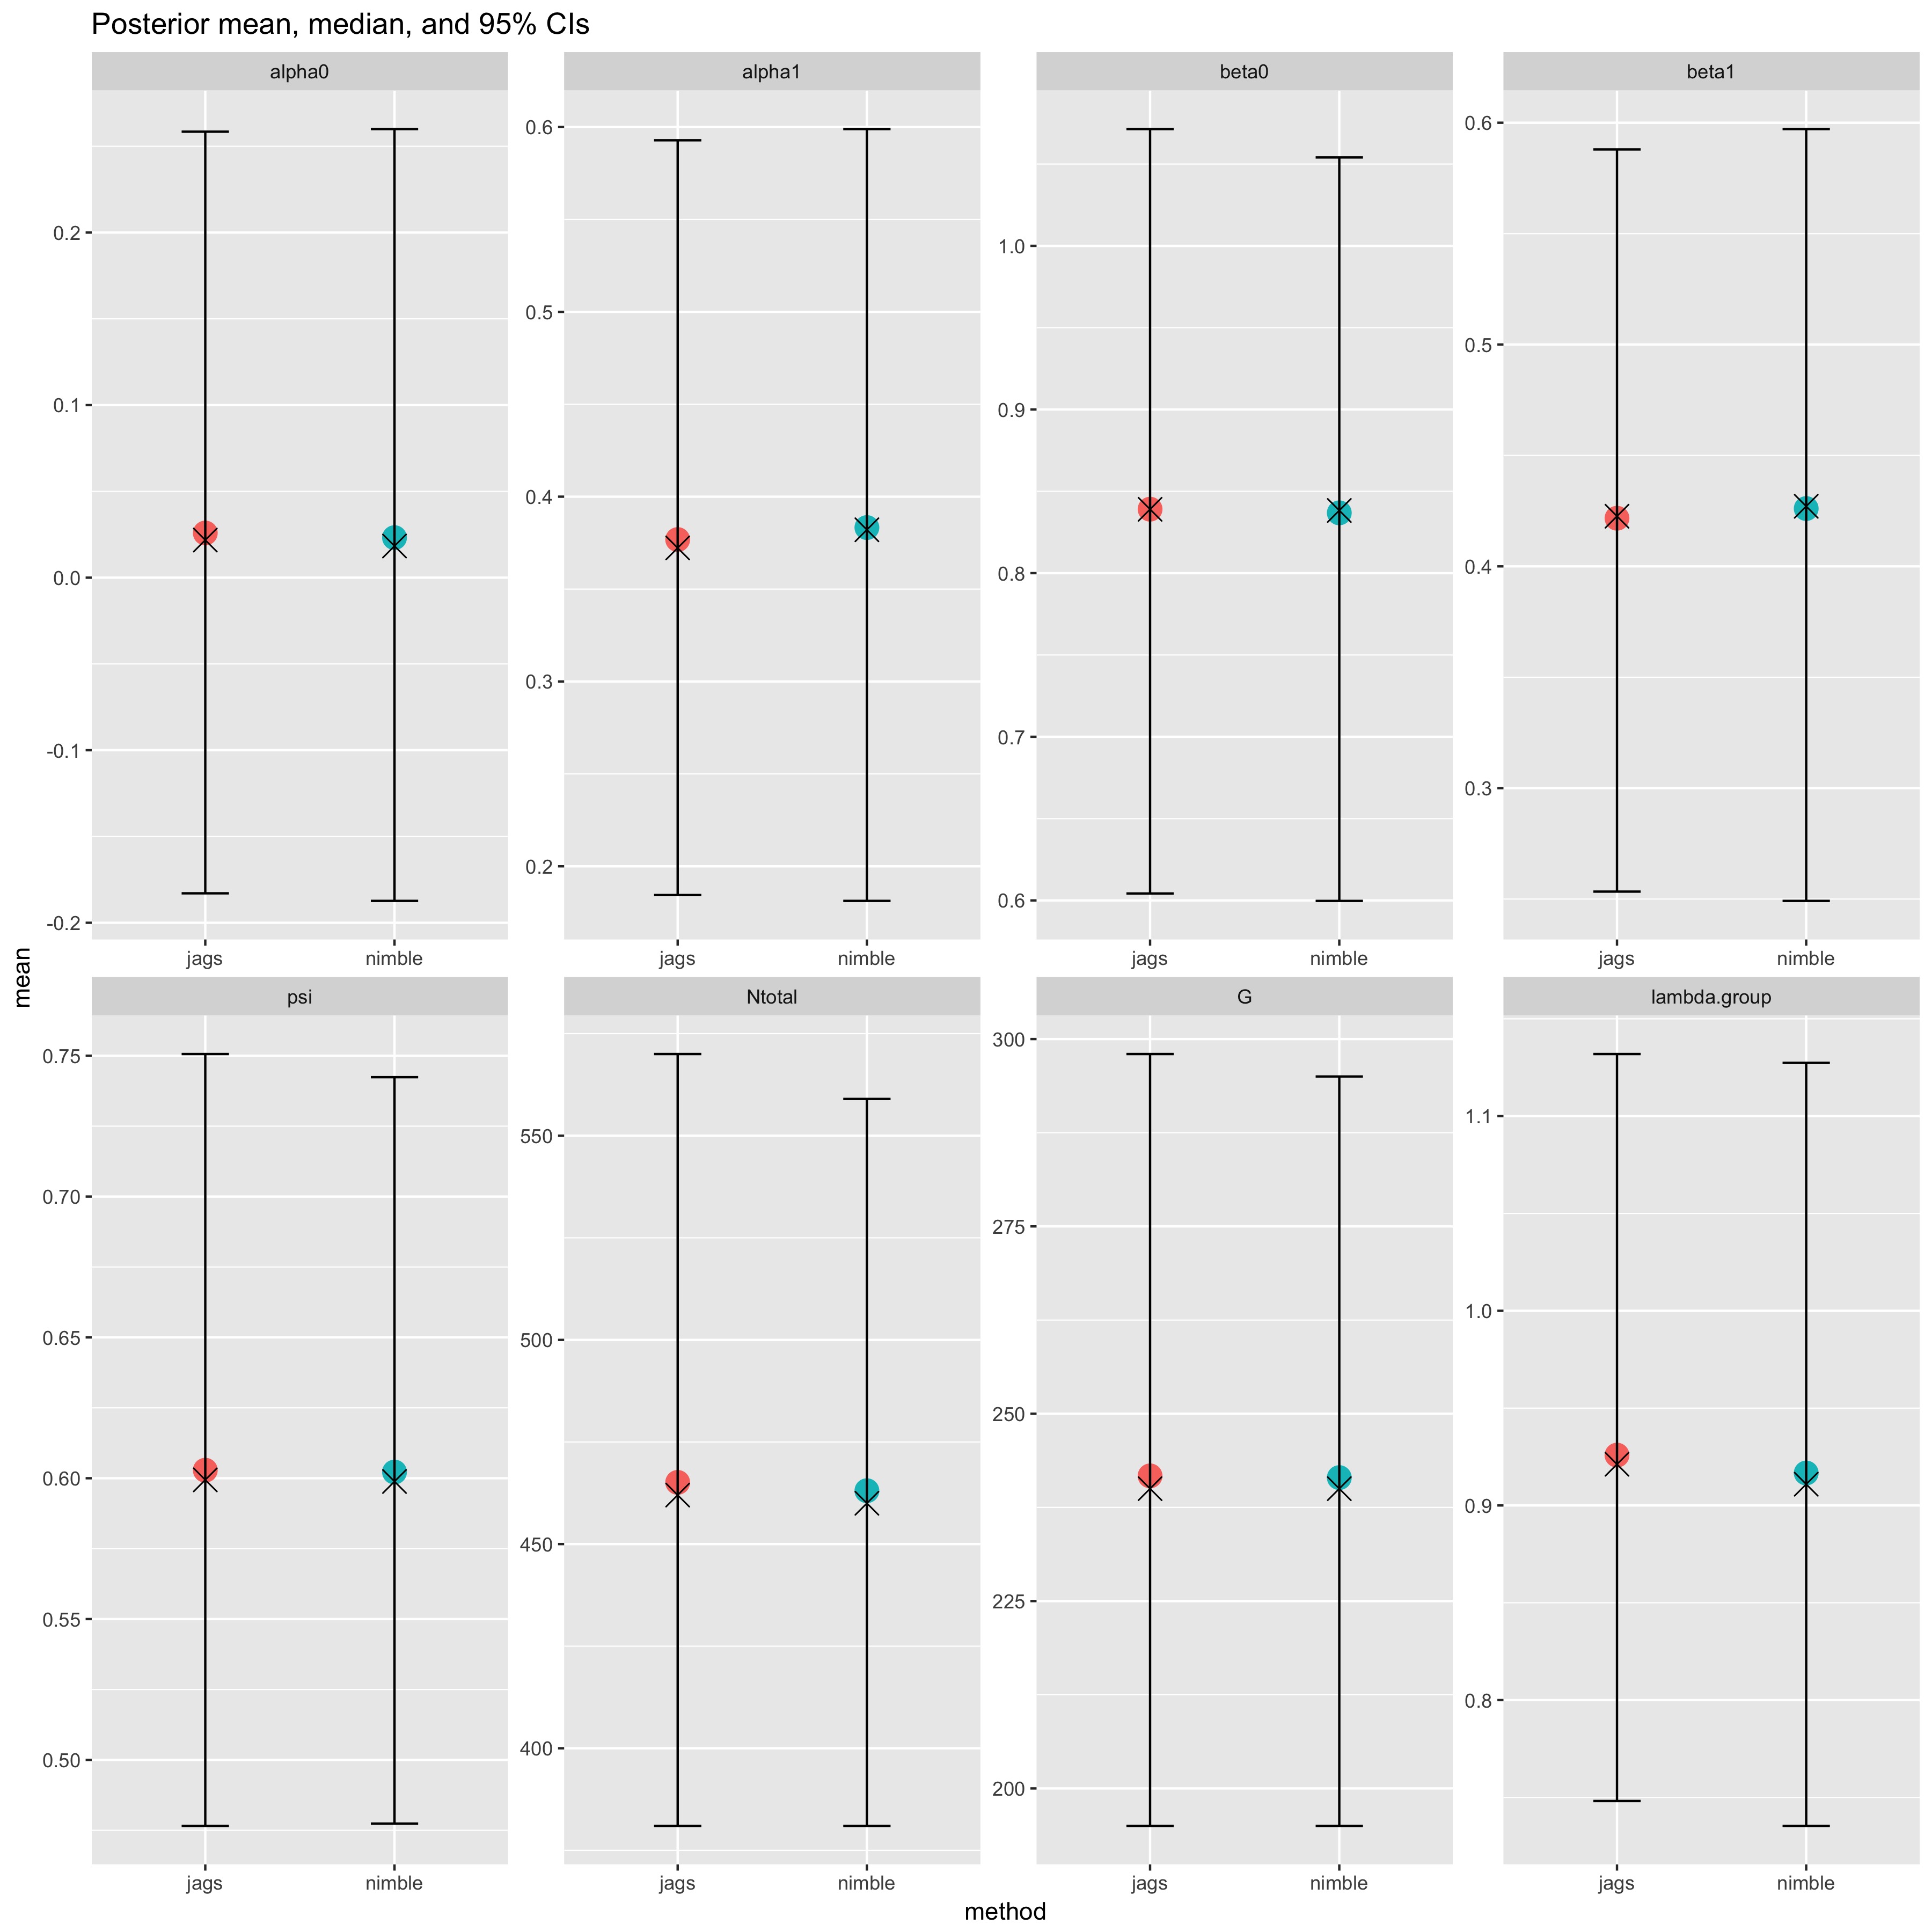 Posterior mean, median, and 95% CIs
alpha0
alpha1
beta0
beta1
0.2
0.1
0.0
-0.1
-0.2
0.6
0.5
0.4
0.3
0.2
1.0
0.9
0.8
0.7
0.6
0.6
0.5
0.4
0.3
jags nimble
jags nimble
jags nimble
jags nimble
mean
psi
Ntotal
G
lambda.group
0.75
0.70
0.65
0.60
0.55
0.50
550
500
450
400
300
275
250
225
200
1.1
1.0
0.9
0.8
jags nimble
jags nimble
jags nimble
jags nimble
method